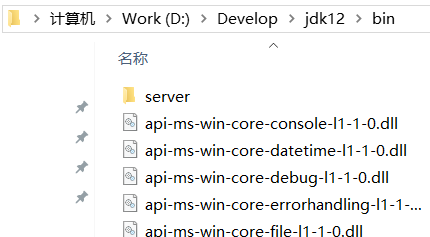 计算机 > Work (D:) > Develop > jdk12 > bin
名称
server
api-ms-win-core-console-l1-1-0.dll
api-ms-win-core-datetime-l1-1-0.dll
api-ms-win-core-debug-l1-1-0.dll
api-ms-win-core-errorhandling-l1-1-...
api-ms-win-core-file-l1-1-0.dll